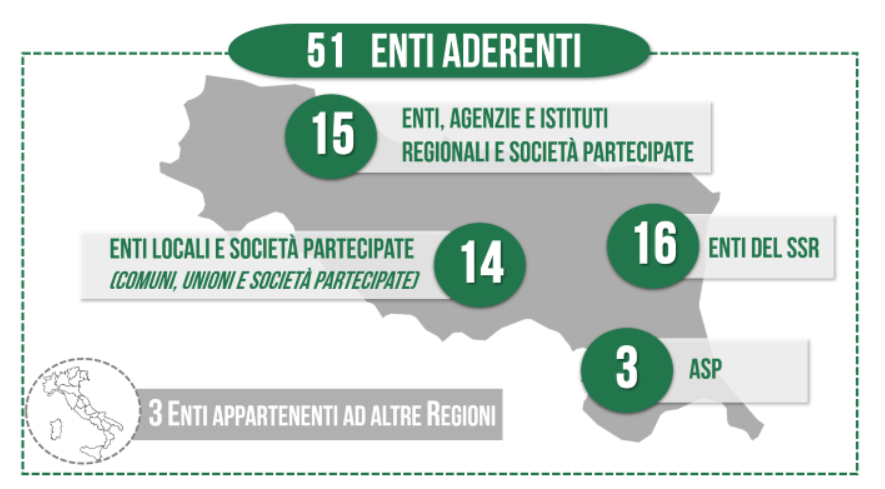 51 ENTI ADERENTI
15
ENTI, AGENZIE E ISTITUTI
REGIONALI E SOCIETÀ PARTECIPATE
ENTI LOCALI E SOCIETÀ PARTECIPATE
(COMUNI, UNIONI E SOCIETÀ PARTECIPATE)
14
16
ENTI DEL SSR
3
ASP
3 ENTI APPARTENENTI AD ALTRE REGIONI